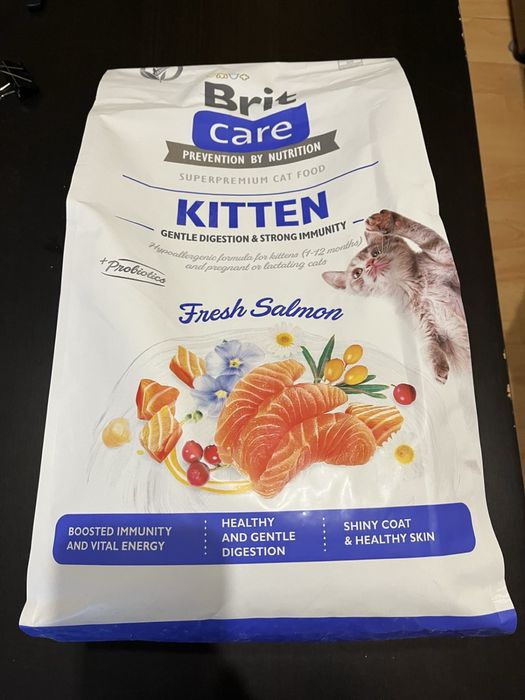 Brit
care
PREVENTION BY NUTRITION
SUPERPREMIUM CAT FOOD
KITTEN
GENTLE DIGESTION & STRONG IMMUNITY
Hypoallergenic formula for kittens (1-12 months)
and pregnant or lactating cats
+ Probiotics
Fresh Salmon
BOOSTED IMMUNITY
AND VITAL ENERGY
HEALTHY
AND GENTLE
DIGESTION
SHINY COAT
& HEALTHY SKIN